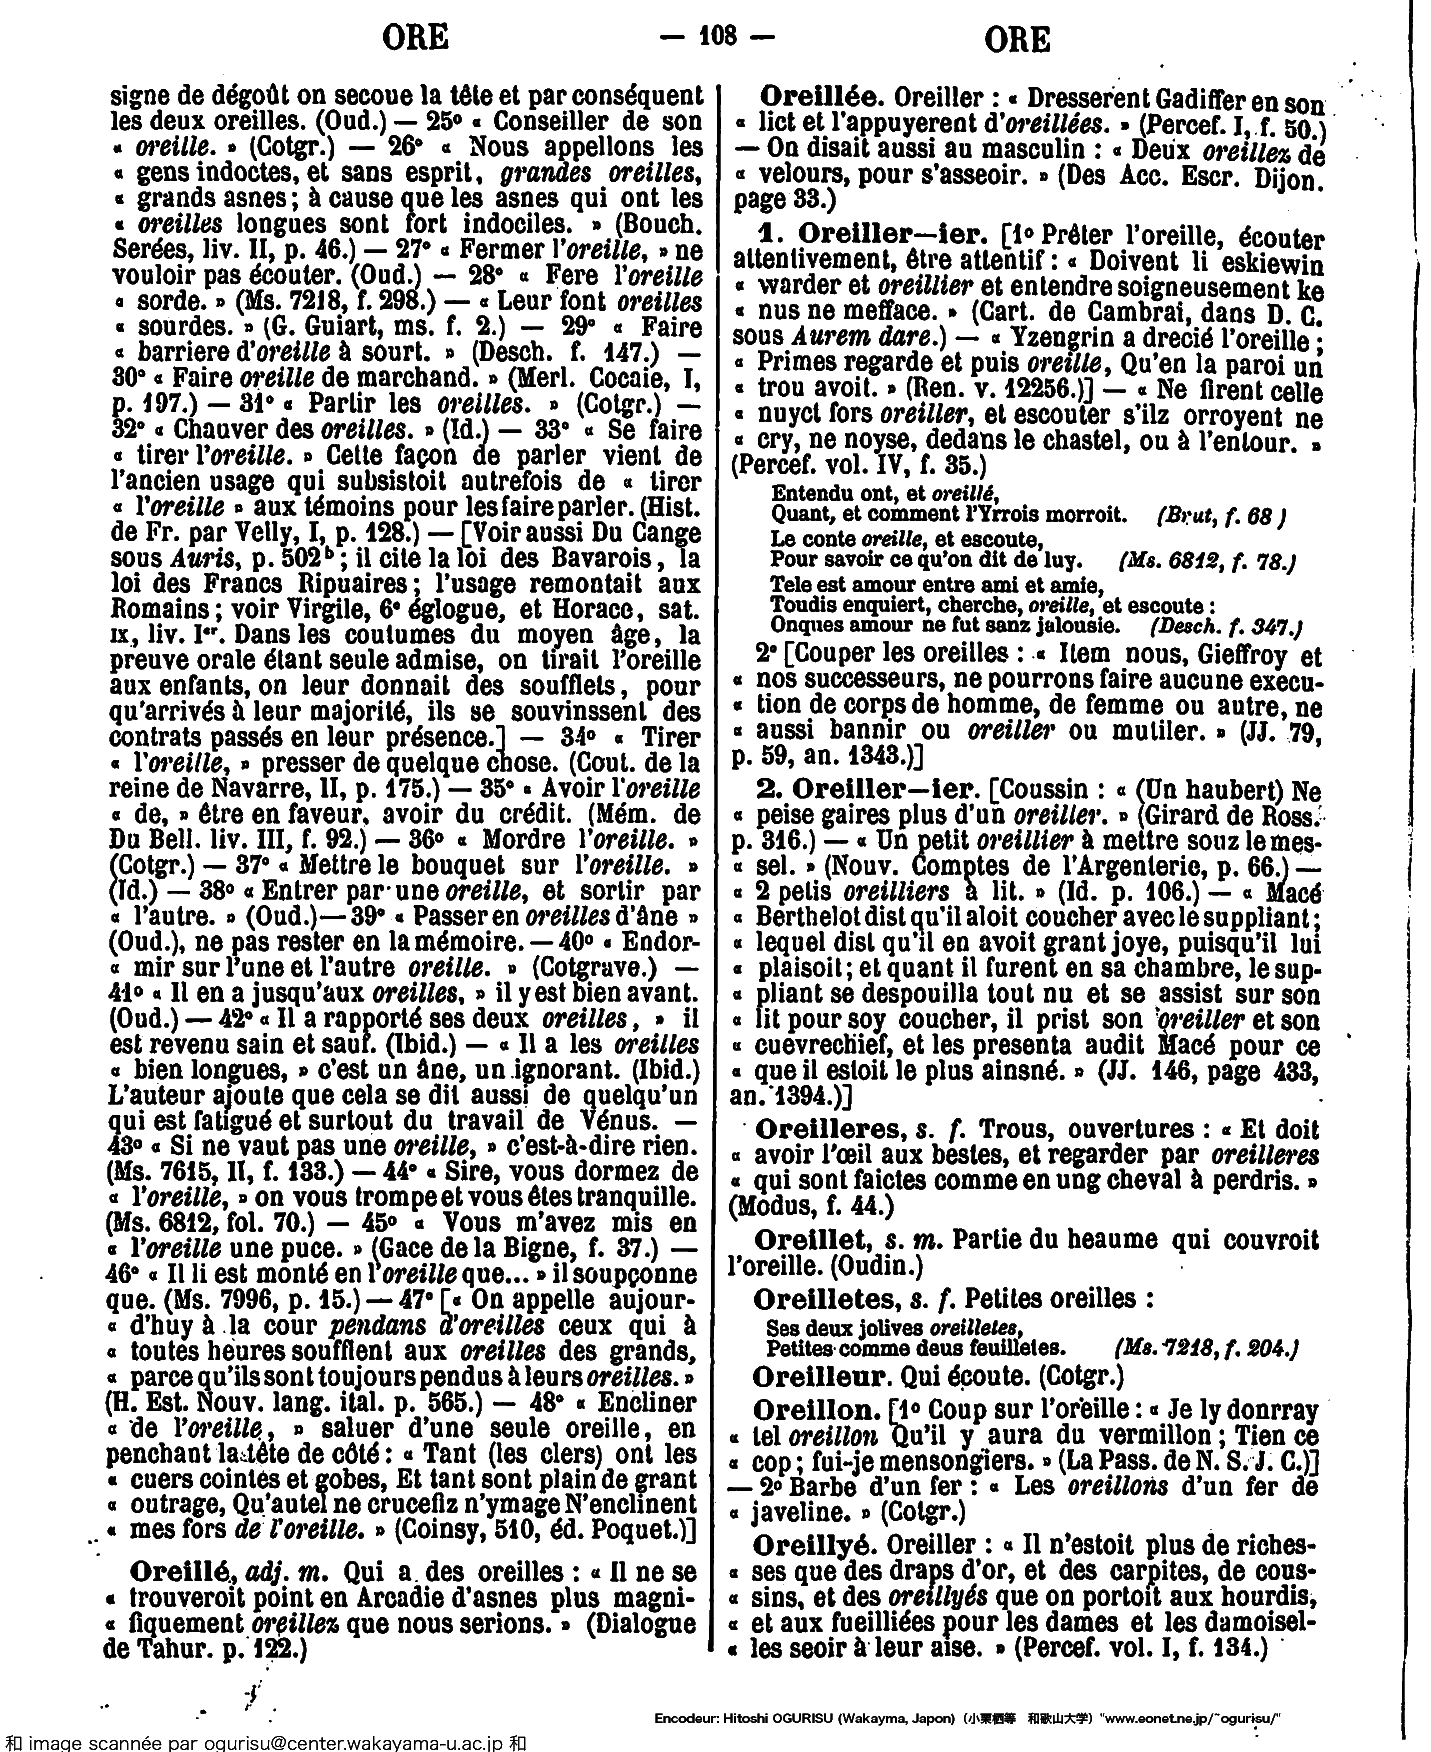 ORE
— 108 —
ORE
signe de dégoût on secoue la tête et par conséquent
les deux oreilles. (Oud.) — 25° « Conseiller de son
« oreille. » (Cotgr.) — 26° « Nous appellons les
« gens indoctes, et sans esprit, grandes oreilles,
« grands asnes ; à cause que les asnes qui ont les
« oreilles longues sont fort indociles. » (Bouch.
Serées, liv. II, p. 46.) — 27° « Fermer l'oreille, » ne
vouloir pas écouter. (Oud.) — 28° « Fere l'oreille
« sorde. » (Ms. 7218, f. 298.) — « Leur font oreilles
« sourdes. » (G. Guiart, ms. f. 2.) — 29° « Faire
« barriere d'oreille à sourt. » (Desch. f. 147.) —
30° « Faire oreille de marchand. » (Merl. Cocaie, I,
p. 197.) — 31° « Partir les oreilles. » (Cotgr.) —
32° « Chauver des oreilles. » (Id.) — 33° « Se faire
« tirer l'oreille. » Cette façon de parler vient de
l'ancien usage qui subsistoit autrefois de « tirer
« l'oreille » aux témoins pour les faire parler. (Hist.
de Fr. par Velly, I, p. 128.) — [Voir aussi Du Cange
sous Auris, p. 502ᵇ ; il cite la loi des Bavarois, la
loi des Francs Ripuaires ; l'usage remontait aux
Romains ; voir Virgile, 6ᵉ églogue, et Horace, sat.
IX, liv. Iᵉʳ. Dans les coutumes du moyen âge, la
preuve orale étant seule admise, on tirait l'oreille
aux enfants, on leur donnait des soufflets, pour
qu'arrivés à leur majorité, ils se souvinssent des
contrats passés en leur présence.] — 34° « Tirer
« l'oreille, » presser de quelque chose. (Cout. de la
reine de Navarre, II, p. 175.) — 35° « Avoir l'oreille
« de, » être en faveur, avoir du crédit. (Mém. de
Du Bell. liv. III, f. 92.) — 36° « Mordre l'oreille. »
(Cotgr.) — 37° « Mettre le bouquet sur l'oreille. »
(Id.) — 38° « Entrer par une oreille, et sortir par
« l'autre. » (Oud.) — 39° « Passer en oreilles d'âne »
(Oud.), ne pas rester en la mémoire. — 40° « Endor-
« mir sur l'une et l'autre oreille. » (Cotgrave.) —
41° « Il en a jusqu'aux oreilles, » il y est bien avant.
(Oud.) — 42° « Il a rapporté ses deux oreilles, » il
est revenu sain et sauf. (Ibid.) — « Il a les oreilles
« bien longues, » c'est un âne, un ignorant. (Ibid.)
L'auteur ajoute que cela se dit aussi de quelqu'un
qui est fatigué et surtout du travail de Vénus. —
43° « Si ne vaut pas une oreille, » c'est-à-dire rien.
(Ms. 7615, II, f. 133.) — 44° « Sire, vous dormez de
« l'oreille, » on vous trompe et vous êtes tranquille.
(Ms. 6812, fol. 70.) — 45° « Vous m'avez mis en
« l'oreille une puce. » (Gace de la Bigne, f. 37.) —
46° « Il li est monté en l'oreille que... » il soupçonne
que. (Ms. 7996, p. 15.) — 47° [« On appelle aujour-
« d'huy à la cour pendans d'oreilles ceux qui à
« toutes heures soufflent aux oreilles des grands,
« parce qu'ils sont toujours pendus à leurs oreilles. »
(H. Est. Nouv. lang. ital. p. 565.) — 48° « Encliner
« de l'oreille, » saluer d'une seule oreille, en
penchant la tête de côté : « Tant (les clers) ont les
« cuers cointes et gobes, Et tant sont plain de grant
« outrage, Qu'autel ne crucefiz n'ymage N'enclinent
« mes fors de l'oreille. » (Coinsy, 510, éd. Poquet.)]
Oreillé, adj. m. Qui a des oreilles : « Il ne se
« trouveroit point en Arcadie d'asnes plus magni-
« fiquement oreillez que nous serions. » (Dialogue
de Tahur. p. 122.)
Oreillée. Oreiller : « Dresserent Gadiffer en son
« lict et l'appuyerent d'oreillées. » (Percef. I, f. 50.)
— On disait aussi au masculin : « Deux oreillez de
« velours, pour s'asseoir. » (Des Acc. Escr. Dijon.
page 33.)
1. Oreiller—ier. [1° Prêter l'oreille, écouter
attentivement, être attentif : « Doivent li eskiewin
« warder et oreillier et entendre soigneusement ke
« nus ne mefface. » (Cart. de Cambrai, dans D. C.
sous Aurem dare.) — « Yzengrin a drecié l'oreille ;
« Primes regarde et puis oreille, Qu'en la paroi un
« trou avoit. » (Ren. v. 12256.)] — « Ne firent celle
« nuyct fors oreiller, et escouter s'ilz orroyent ne
« cry, ne noyse, dedans le chastel, ou à l'entour. »
(Percef. vol. IV, f. 35.)
Entendu ont, et oreillé,
Quant, et comment l'Yrrois morroit. (Brut, f. 68 )
Le conte oreille, et escoute,
Pour savoir ce qu'on dit de luy. (Ms. 6812, f. 78.)
Tele est amour entre ami et amie,
Toudis enquiert, cherche, oreille, et escoute :
Onques amour ne fut sanz jalousie. (Desch. f. 347.)
2° [Couper les oreilles : « Item nous, Gieffroy et
« nos successeurs, ne pourrons faire aucune execu-
« tion de corps de homme, de femme ou autre, ne
« aussi bannir ou oreiller ou mutiler. » (JJ. 79,
p. 59, an. 1343.)]
2. Oreiller—ier. [Coussin : « (Un haubert) Ne
« peise gaires plus d'un oreiller. » (Girard de Ross.
p. 316.) — « Un petit oreillier à mettre souz le mes-
« sel. » (Nouv. Comptes de l'Argenterie, p. 66.) —
« 2 petis oreilliers à lit. » (Id. p. 106.) — « Macé
« Berthelot dist qu'il aloit coucher avec le suppliant ;
« lequel dist qu'il en avoit grant joye, puisqu'il lui
« plaisoit ; et quant il furent en sa chambre, le sup-
« pliant se despouilla tout nu et se assist sur son
« lit pour soy coucher, il prist son oreiller et son
« cuevrechief, et les presenta audit Macé pour ce
« que il estoit le plus ainsné. » (JJ. 146, page 433,
an. 1394.)]
Oreilleres, s. f. Trous, ouvertures : « Et doit
« avoir l'œil aux bestes, et regarder par oreilleres
« qui sont faictes comme en ung cheval à perdris. »
(Modus, f. 44.)
Oreillet, s. m. Partie du heaume qui couvroit
l'oreille. (Oudin.)
Oreilletes, s. f. Petites oreilles :
Ses deux jolives oreilletes,
Petites comme deus feuilletes. (Ms. 7218, f. 204.)
Oreilleur. Qui écoute. (Cotgr.)
Oreillon. [1° Coup sur l'oreille : « Je ly donrray
« tel oreillon Qu'il y aura du vermillon ; Tien ce
« cop ; fui-je mensongiers. » (La Pass. de N. S. J. C.)]
— 2° Barbe d'un fer : « Les oreillons d'un fer de
« javeline. » (Cotgr.)
Oreillyé. Oreiller : « Il n'estoit plus de riches-
« ses que des draps d'or, et des carpites, de cous-
« sins, et des oreillyés que on portoit aux hourdis,
« et aux fueilliées pour les dames et les damoisel-
« les seoir à leur aise. » (Percef. vol. I, f. 134.)
Encodeur: Hitoshi OGURISU (Wakayma, Japon) (小栗栖等 和歌山大学) "www.eonet.ne.jp/~ogurisu/"
和 image scannée par ogurisu@center.wakayama-u.ac.jp 和